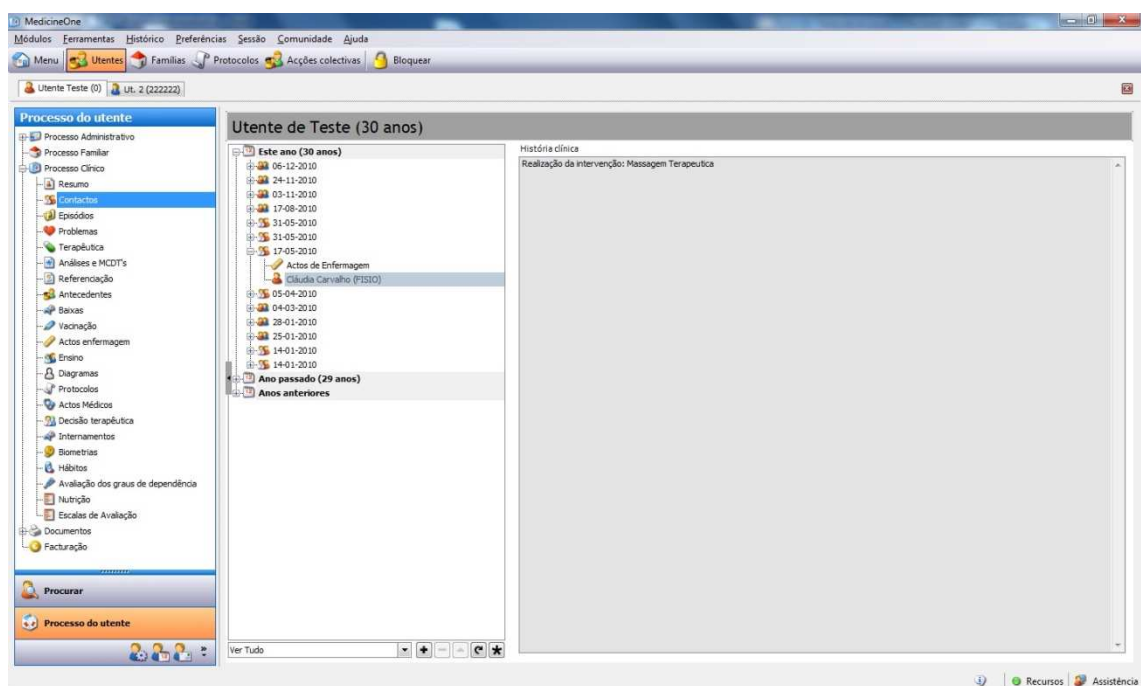 MedicineOne
Módulos Ferramentas Histórico Preferências Sessão Comunidade Ajuda
Menu Utentes Familias Protocolos Acções colectivas Bloquear
Utente Teste (0) Ut. 2 (222222)
Processo do utente
Processo Administrativo
Processo Familiar
Processo Clínico
Resumo
Contactos
Episódios
Problemas
Terapêutica
Análises e MCDT's
Referenciação
Antecedentes
Baixas
Vacinação
Actos enfermagem
Ensino
Diagramas
Protocolos
Actos Médicos
Decisão terapêutica
Internamentos
Biometrias
Hábitos
Avaliação dos graus de dependência
Nutrição
Escalas de Avaliação
Documentos
Facturação
Procurar
Processo do utente
Utente de Teste (30 anos)
Este ano (30 anos)
06-12-2010
24-11-2010
03-11-2010
17-08-2010
31-05-2010
31-05-2010
17-05-2010
Actos de Enfermagem
Cláudia Carvalho (FISIO)
05-04-2010
04-03-2010
28-01-2010
25-01-2010
14-01-2010
14-01-2010
Ano passado (29 anos)
Anos anteriores
Ver Tudo
História clínica
Realização da intervenção: Massagem Terapeutica
Recursos Assistência